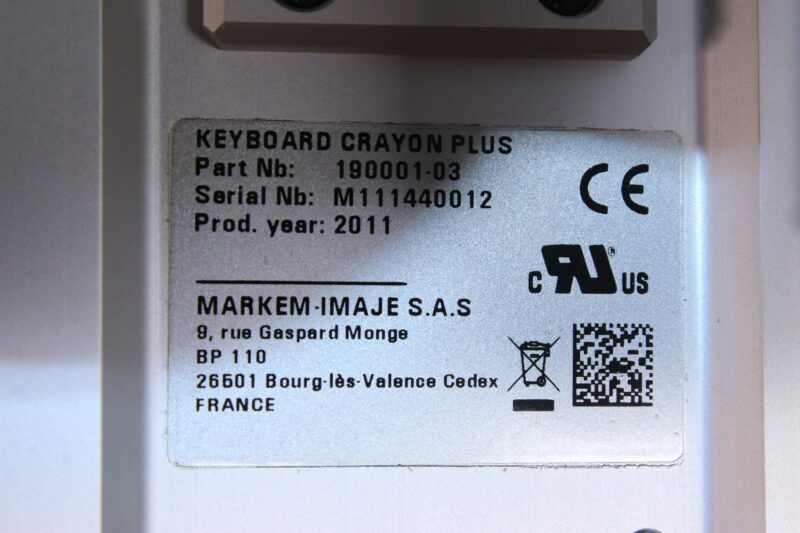 KEYBOARD CRAYON PLUS
Part Nb: 190001-03
Serial Nb: M111440012
Prod. year: 2011
CE
c RU ® US
MARKEM-IMAJE S.A.S
9, rue Gaspard Monge
BP 110
26501 Bourg-lès-Valence Cedex
FRANCE